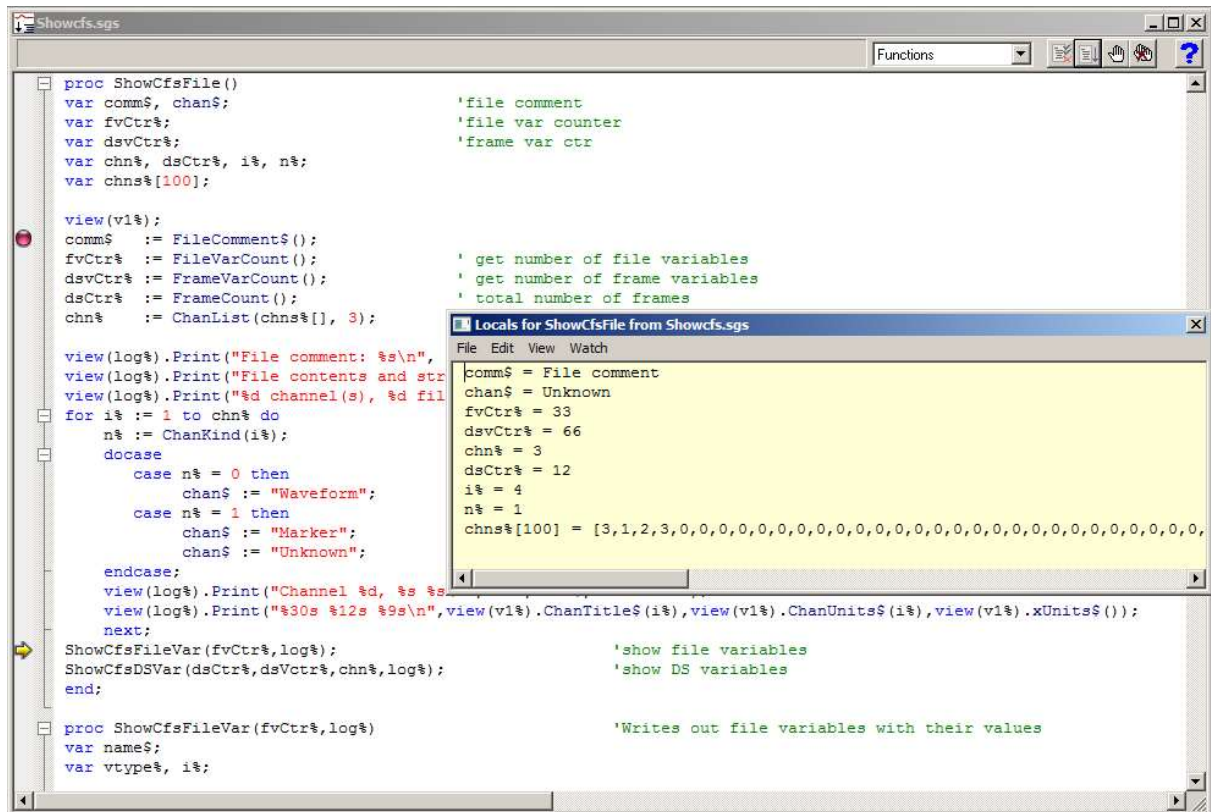 Showcfs.sgs
Functions
proc ShowCfsFile()
var comm$, chan$; 'file comment
var fvCtr%; 'file var counter
var dsvCtr%; 'frame var ctr
var chn%, dsCtr%, i%, n%;
var chns%[100];
view(v1%);
comm$ := FileComment$();
fvCtr% := FileVarCount(); ' get number of file variables
dsvCtr% := FrameVarCount(); ' get number of frame variables
dsCtr% := FrameCount(); ' total number of frames
chn% := ChanList(chns%[], 3);
view(log%).Print("File comment: %s\n",
view(log%).Print("File contents and str
view(log%).Print("%d channel(s), %d fil
for i% := 1 to chn% do
n% := ChanKind(i%);
docase
case n% = 0 then
chan$ := "Waveform";
case n% = 1 then
chan$ := "Marker";
chan$ := "Unknown";
endcase;
view(log%).Print("Channel %d, %s %s
view(log%).Print("%30s %12s %9s\n",view(v1%).ChanTitle$(i%),view(v1%).ChanUnits$(i%),view(v1%).xUnits$());
next;
ShowCfsFileVar(fvCtr%,log%); 'show file variables
ShowCfsDSVar(dsCtr%,dsVctr%,chn%,log%); 'show DS variables
end;
proc ShowCfsFileVar(fvCtr%,log%) 'Writes out file variables with their values
var name$;
var vtype%, i%;
Locals for ShowCfsFile from Showcfs.sgs
File Edit View Watch
comm$ = File comment
chan$ = Unknown
fvCtr% = 33
dsvCtr% = 66
chn% = 3
dsCtr% = 12
i% = 4
n% = 1
chns%[100] = [3,1,2,3,0,0,0,0,0,0,0,0,0,0,0,0,0,0,0,0,0,0,0,0,0,0,0,0,0,0,0,